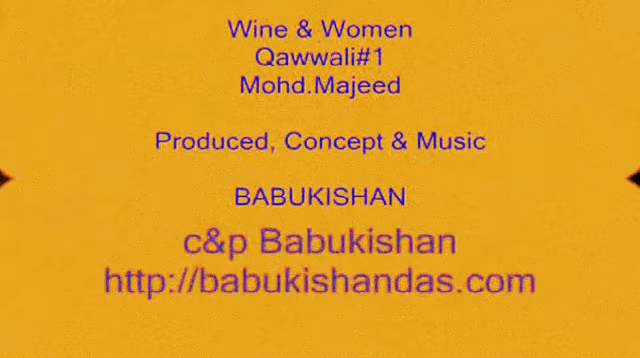 Wine & Women
Qawwali#1
Mohd.Majeed
Produced, Concept & Music
BABUKISHAN
c&p Babukishan
http://babukishandas.com